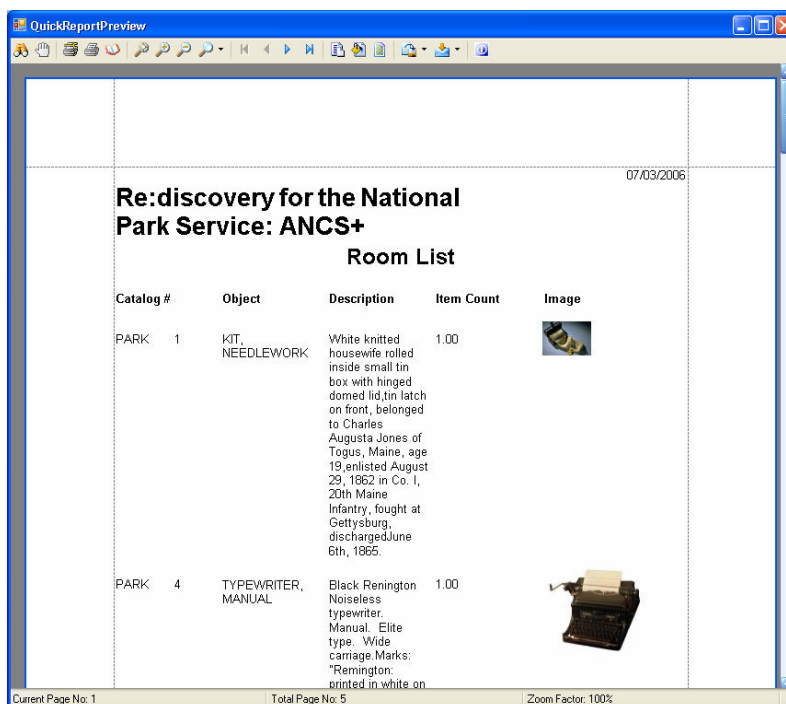 QuickReportPreview
07/03/2006
Re:discovery for the National
Park Service: ANCS+
Room List
Catalog # Object Description Item Count Image
PARK 1 KIT, White knitted 1.00
NEEDLEWORK housewife rolled
inside small tin
box with hinged
domed lid,tin latch
on front, belonged
to Charles
Augusta Jones of
Togus, Maine, age
19,enlisted August
29, 1862 in Co. I,
20th Maine
Infantry, fought at
Gettysburg,
dischargedJune
6th, 1865.
PARK 4 TYPEWRITER, Black Renington 1.00
MANUAL Noiseless
typewriter.
Manual. Elite
type. Wide
carriage.Marks:
"Remington:
printed in white on
Current Page No: 1 Total Page No: 5 Zoom Factor: 100%